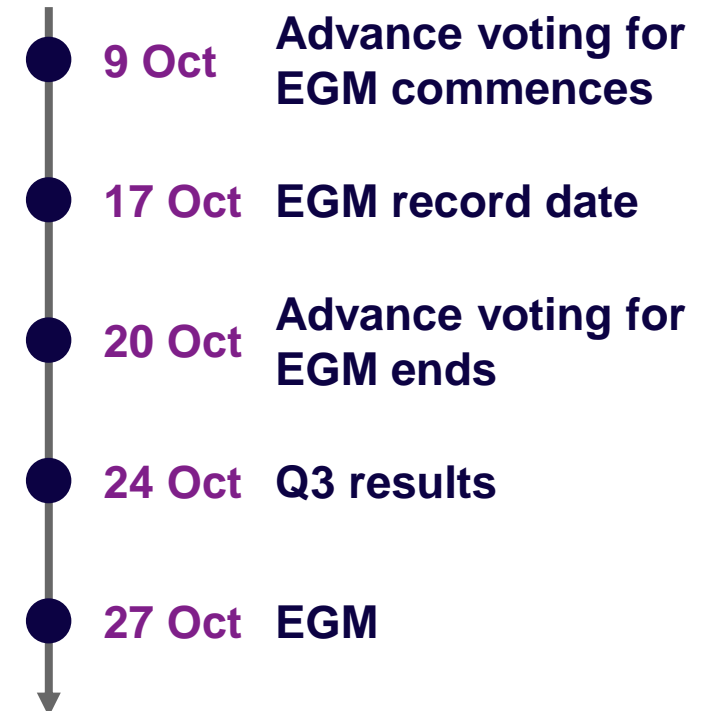 9 Oct Advance voting for
EGM commences
17 Oct EGM record date
20 Oct Advance voting for
EGM ends
24 Oct Q3 results
27 Oct EGM